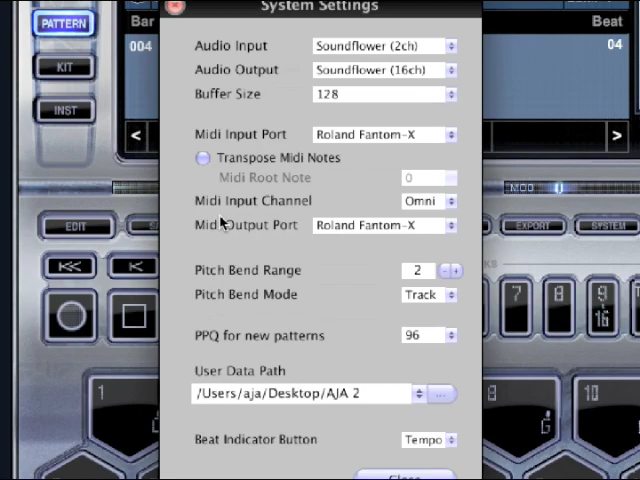 System Settings
PATTERN
Bar
Beat
Audio Input
Soundflower (2ch)
004
04
KIT
Audio Output
Soundflower (16ch)
Buffer Size
128
INST
Midi Input Port
Roland Fantom-X
<
>
Transpose Midi Notes
Midi Root Note
0
MOD
Midi Input Channel
Omni
EDIT
Midi Output Port
Roland Fantom-X
EXPORT
SYSTEM
Pitch Bend Range
2
- +
Pitch Bend Mode
Track
7
8
9
16
PPQ for new patterns
96
User Data Path
/Users/aja/Desktop/AJA 2
...
1
10
Beat Indicator Button
Tempo
Close